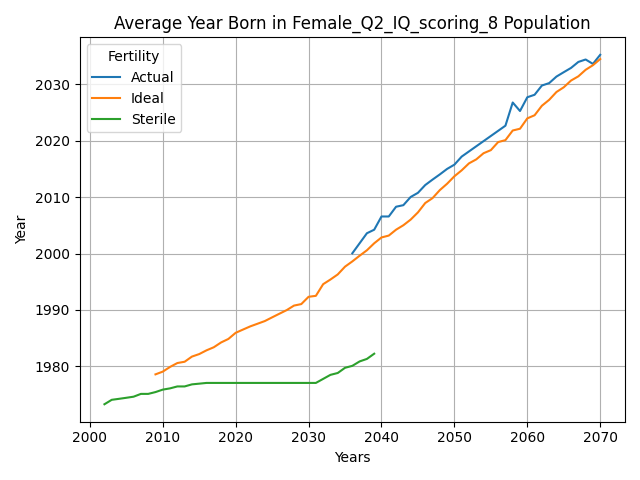 Average Year Born in Female_Q2_IQ_scoring_8 Population
Fertility
Actual
Ideal
Sterile
Year
2030
2020
2010
2000
1990
1980
2000 2010 2020 2030 2040 2050 2060 2070
Years